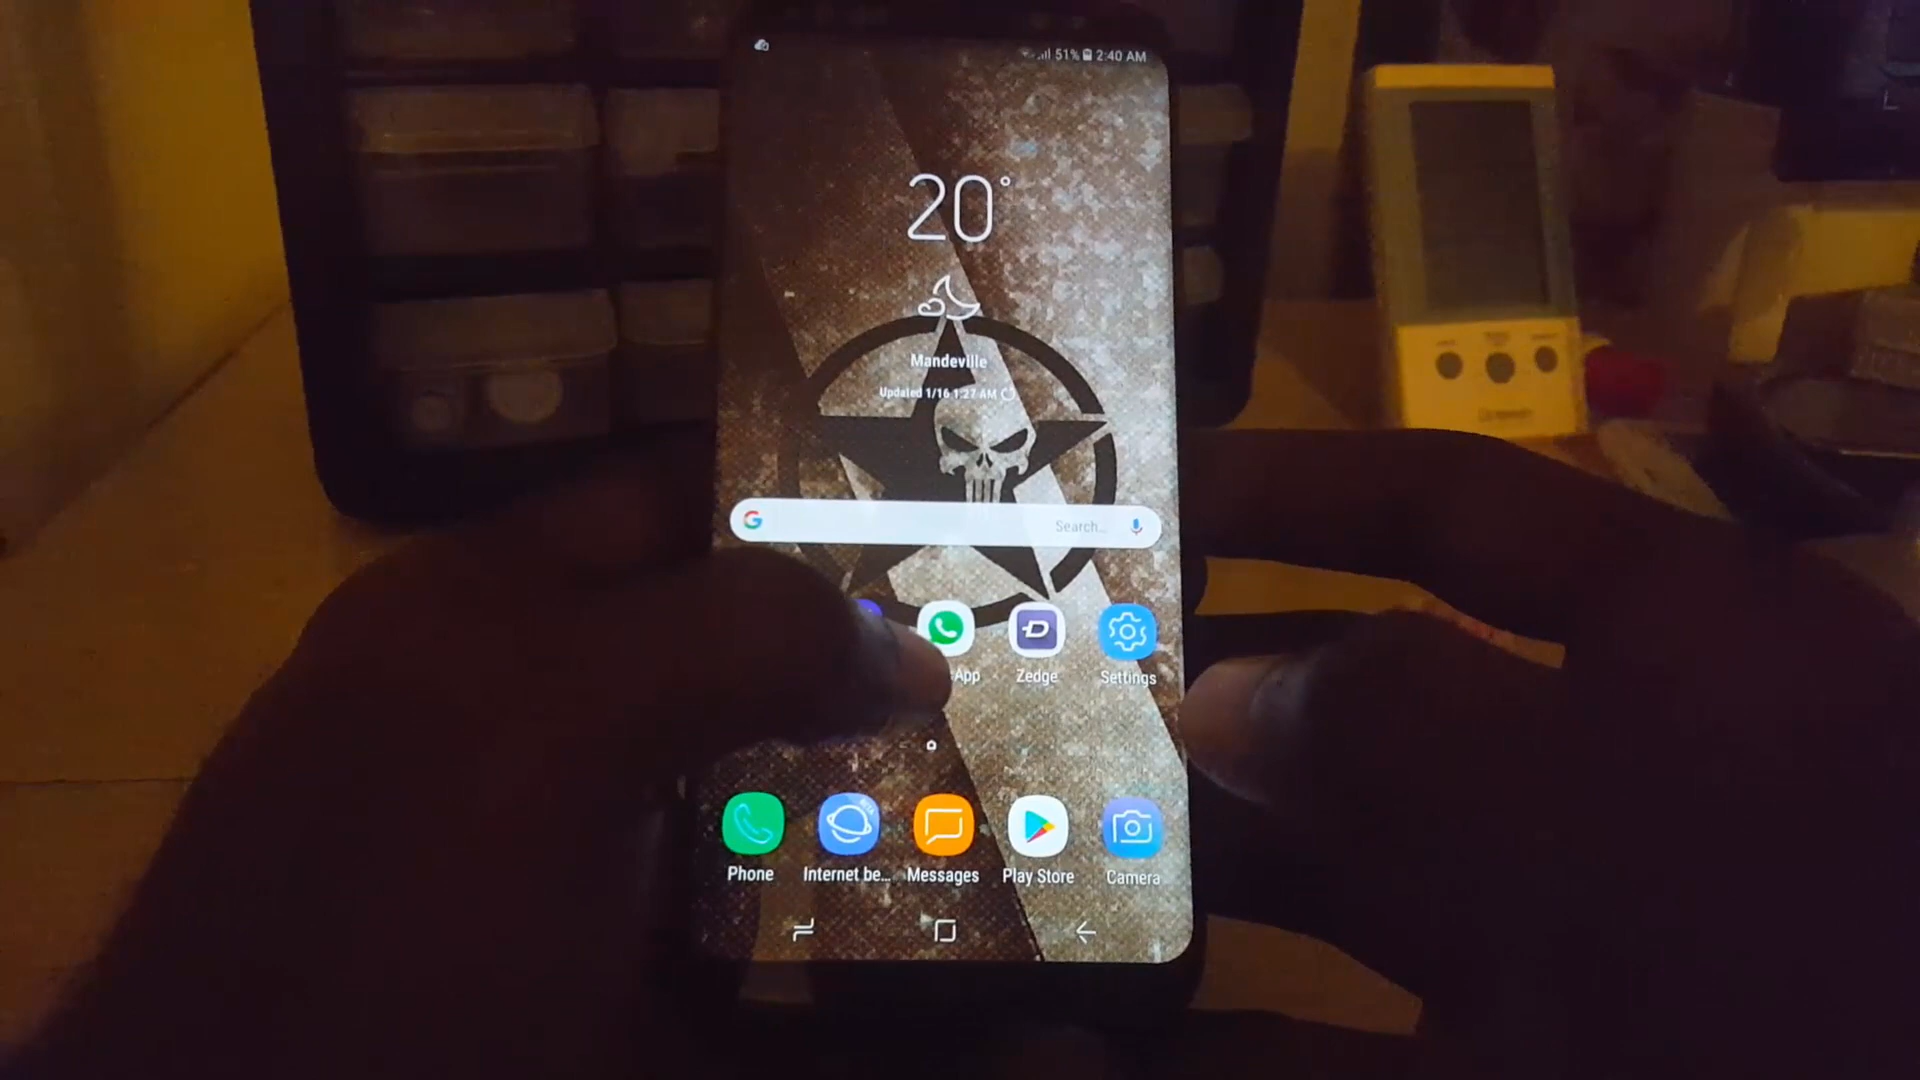 51% 2:40 AM
20°
Mandeville
Updated 1/16 1:27 AM
Search...
App
Zedge
Settings
Phone
Internet be...
Messages
Play Store
Camera